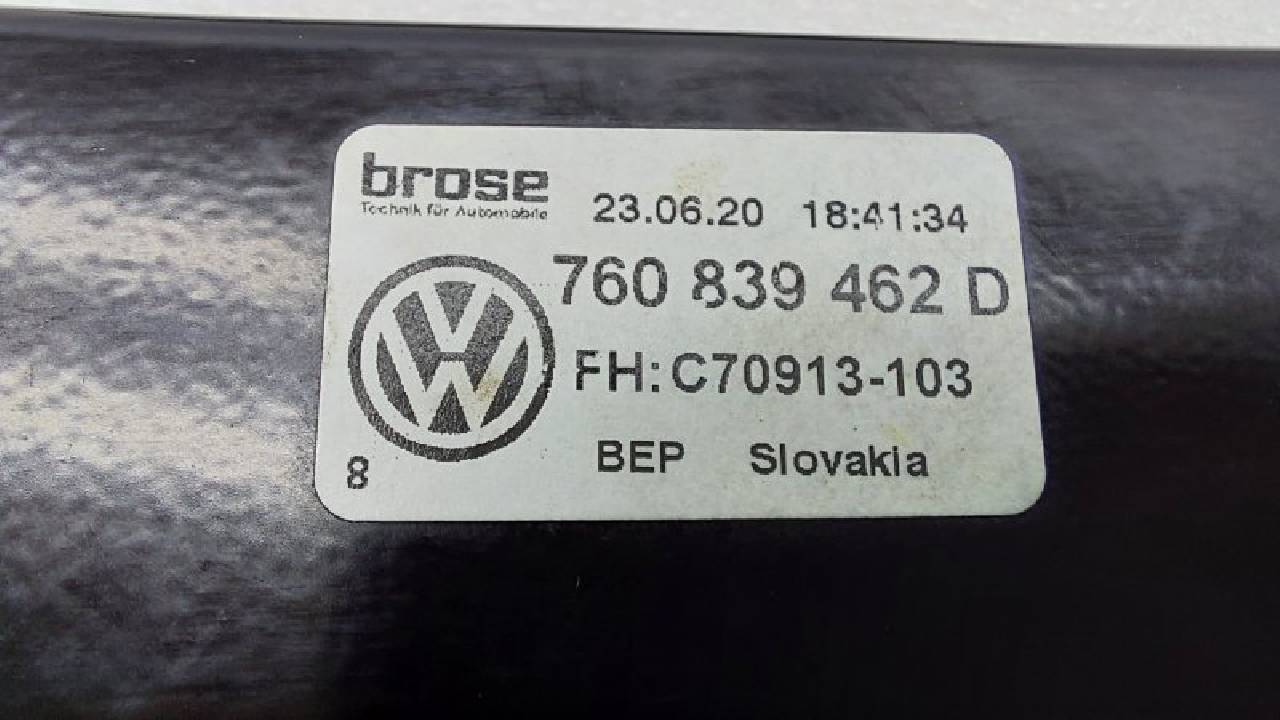 brose
Technik für Automobile
23.06.20 18:41:34
760 839 462 D
FH: C70913-103
8
BEP Slovakia